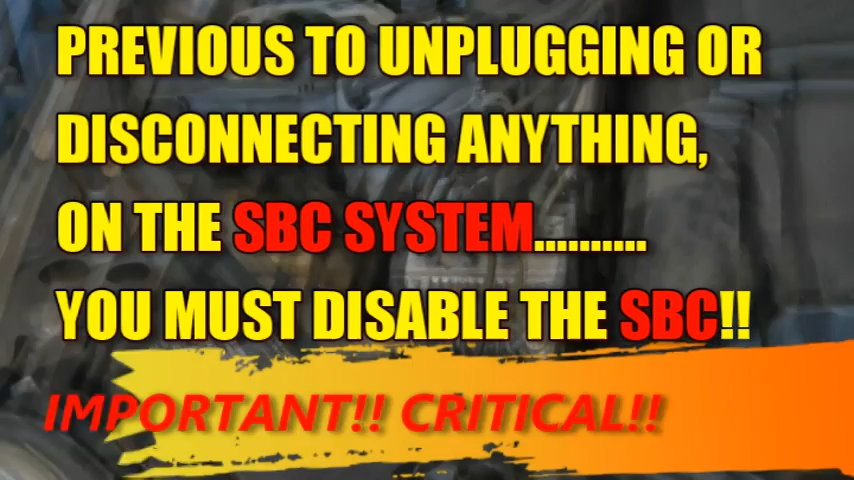 PREVIOUS TO UNPLUGGING OR
DISCONNECTING ANYTHING,
ON THE SBC SYSTEM..........
YOU MUST DISABLE THE SBC!!
IMPORTANT!! CRITICAL!!